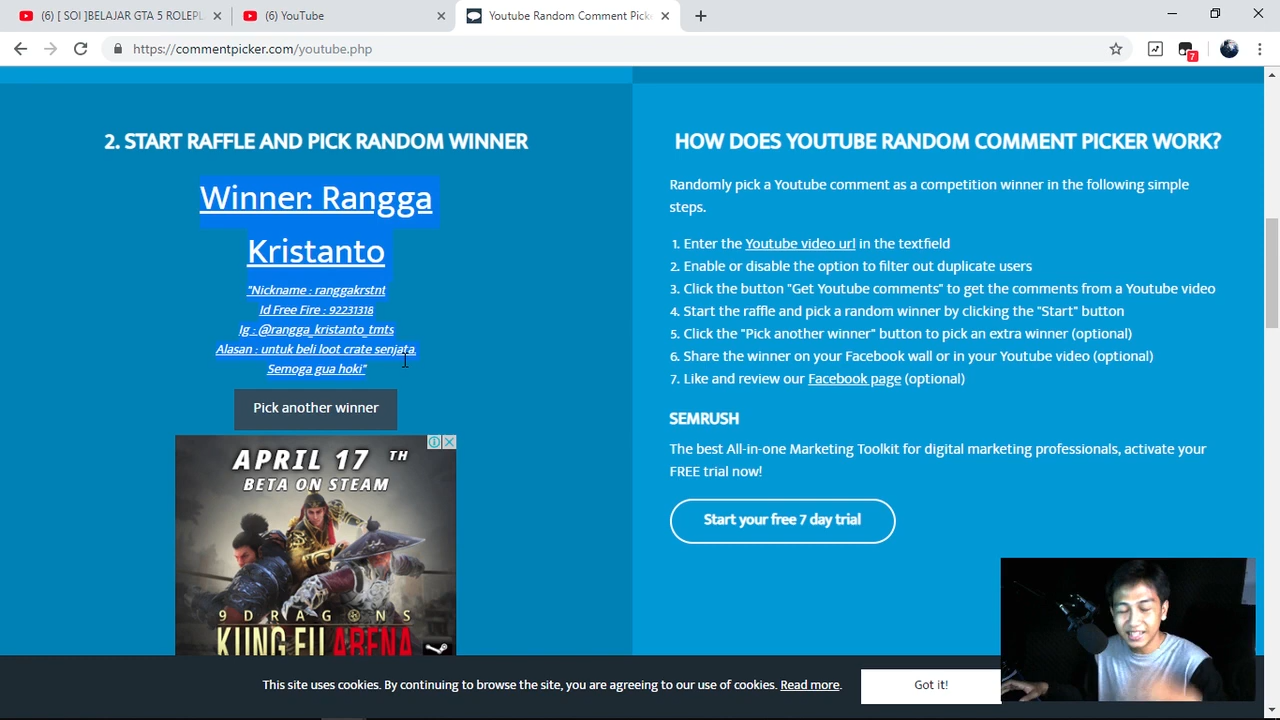 (6) [ SOI ]BELAJAR GTA 5 ROLEPL
(6) YouTube
Youtube Random Comment Picke
https://commentpicker.com/youtube.php
7
2. START RAFFLE AND PICK RANDOM WINNER
Winner: Rangga
Kristanto
"Nickname : ranggakrstnt
Id Free Fire : 92231318
Ig : @rangga_kristanto_tmts
Alasan : untuk beli loot crate senjata.
Semoga gua hoki"
Pick another winner
APRIL 17 TH
BETA ON STEAM
9DRAGONS
KUNG FU ARENA
HOW DOES YOUTUBE RANDOM COMMENT PICKER WORK?
Randomly pick a Youtube comment as a competition winner in the following simple
steps.
1. Enter the Youtube video url in the textfield
2. Enable or disable the option to filter out duplicate users
3. Click the button "Get Youtube comments" to get the comments from a Youtube video
4. Start the raffle and pick a random winner by clicking the "Start" button
5. Click the "Pick another winner" button to pick an extra winner (optional)
6. Share the winner on your Facebook wall or in your Youtube video (optional)
7. Like and review our Facebook page (optional)
SEMRUSH
The best All-in-one Marketing Toolkit for digital marketing professionals, activate your
FREE trial now!
Start your free 7 day trial
This site uses cookies. By continuing to browse the site, you are agreeing to our use of cookies. Read more.
Got it!